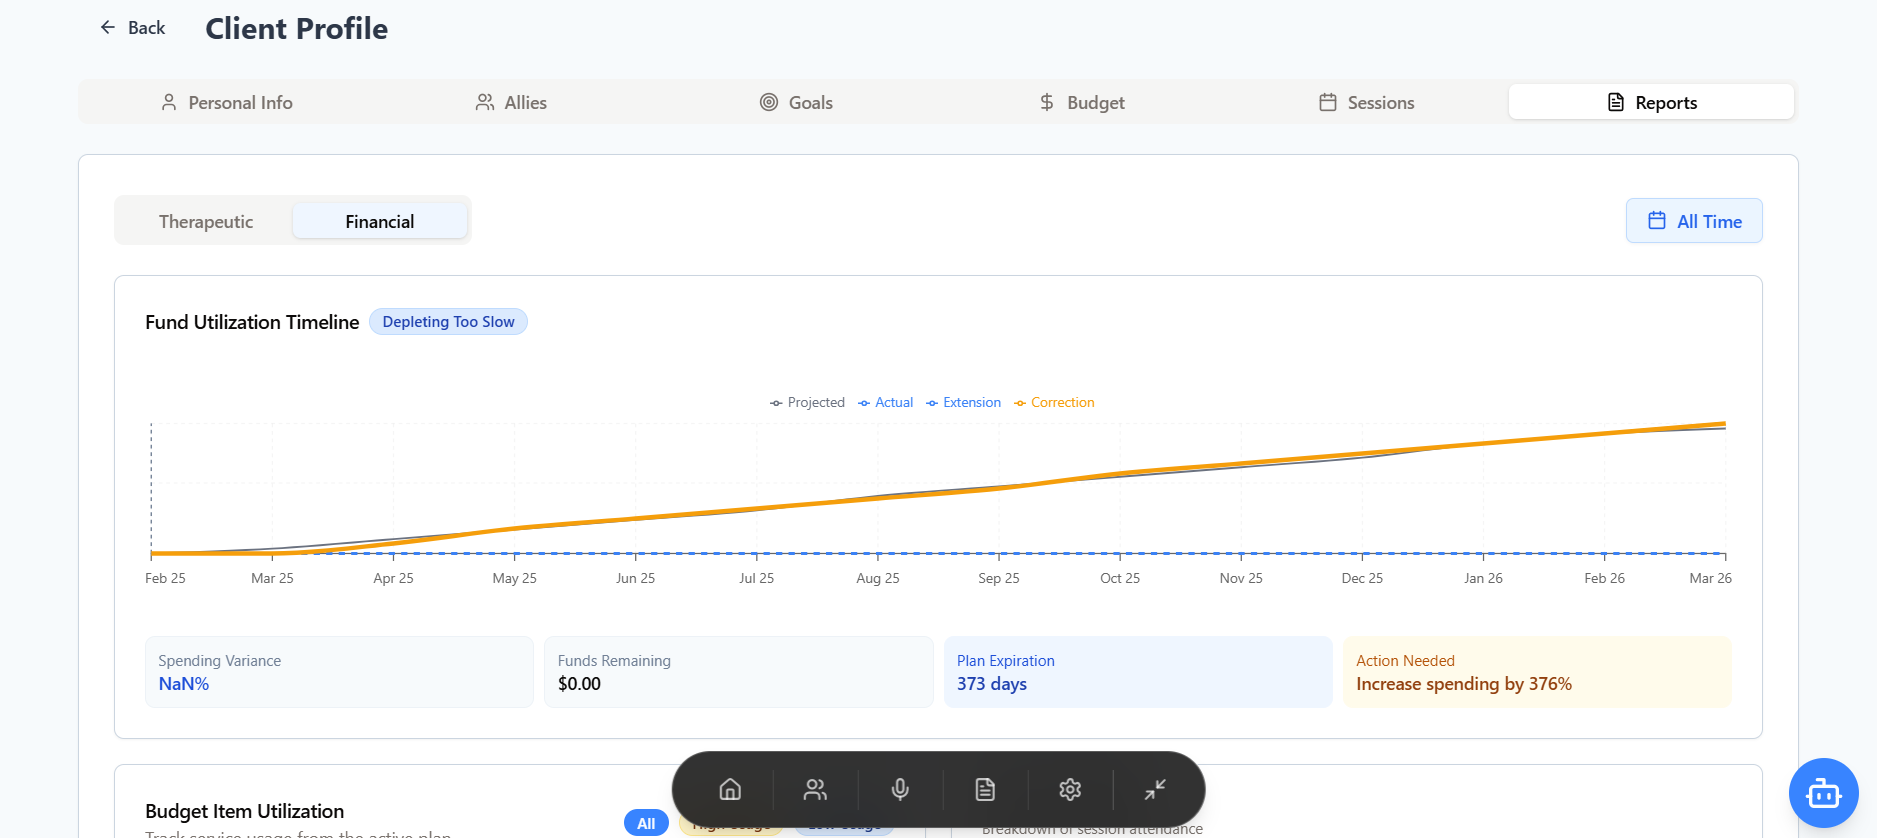 Back
Client Profile
Personal Info
Allies
Goals
Budget
Sessions
Reports
Therapeutic
Financial
All Time
Fund Utilization Timeline
Depleting Too Slow
Projected
Actual
Extension
Correction
Feb 25
Mar 25
Apr 25
May 25
Jun 25
Jul 25
Aug 25
Sep 25
Oct 25
Nov 25
Dec 25
Jan 26
Feb 26
Mar 26
Spending Variance
NaN%
Funds Remaining
$0.00
Plan Expiration
373 days
Action Needed
Increase spending by 376%
Budget Item Utilization
All
Track service usage from the active plan
Breakdown of session attendance